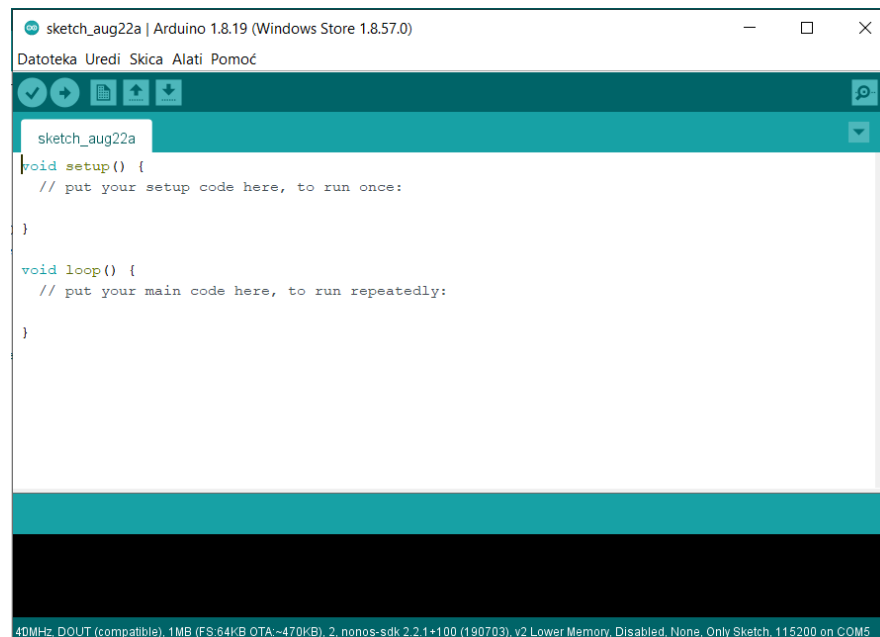 sketch_aug22a | Arduino 1.8.19 (Windows Store 1.8.57.0)
Datoteka Uredi Skica Alati Pomoć
sketch_aug22a
void setup() {
  // put your setup code here, to run once:
}
void loop() {
  // put your main code here, to run repeatedly:
}
40MHz, DOUT (compatible), 1MB (FS:64KB OTA:~470KB), 2, nonos-sdk 2.2.1+100 (190703), v2 Lower Memory, Disabled, None, Only Sketch, 115200 on COM5